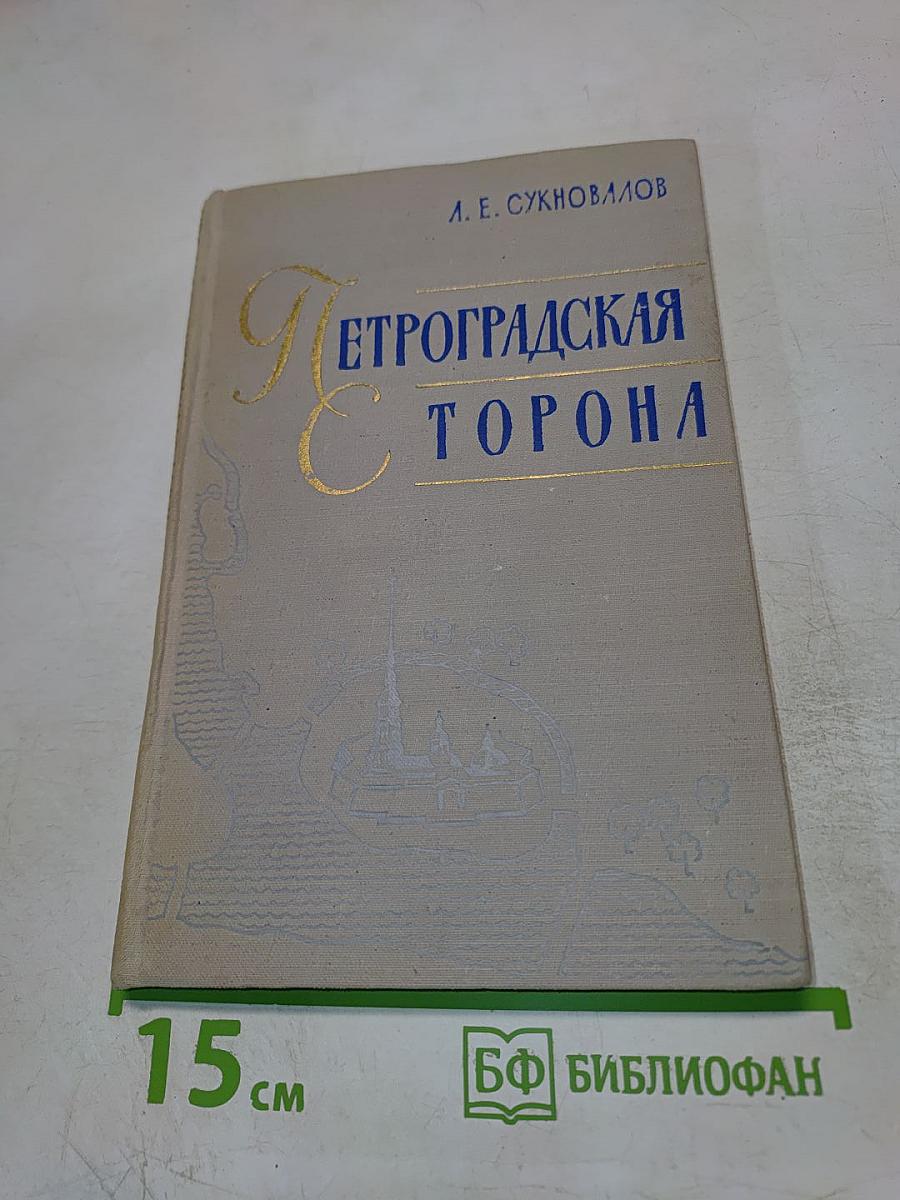 А. Е. СУКНОВАЛОВ
ПЕТРОГРАДСКАЯ
СТОРОНА
15 см
БФ БИБЛИОФАН